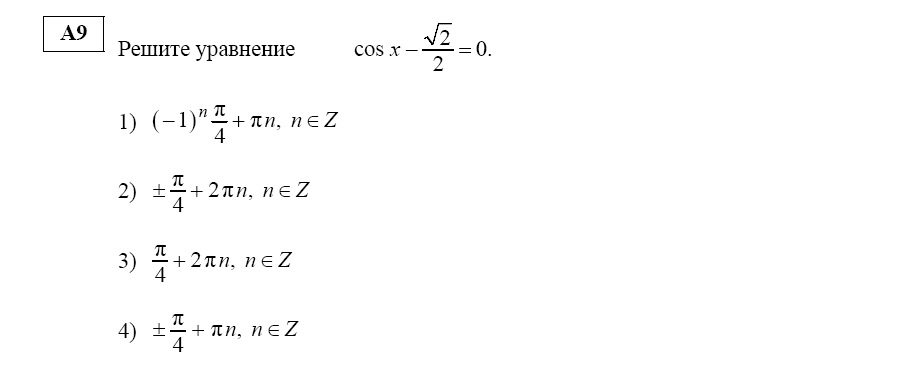 А9
Решите уравнение cos x − √2/2 = 0.
1) (−1)ⁿ π/4 + πn, n ∈ Z
2) ± π/4 + 2πn, n ∈ Z
3) π/4 + 2πn, n ∈ Z
4) ± π/4 + πn, n ∈ Z